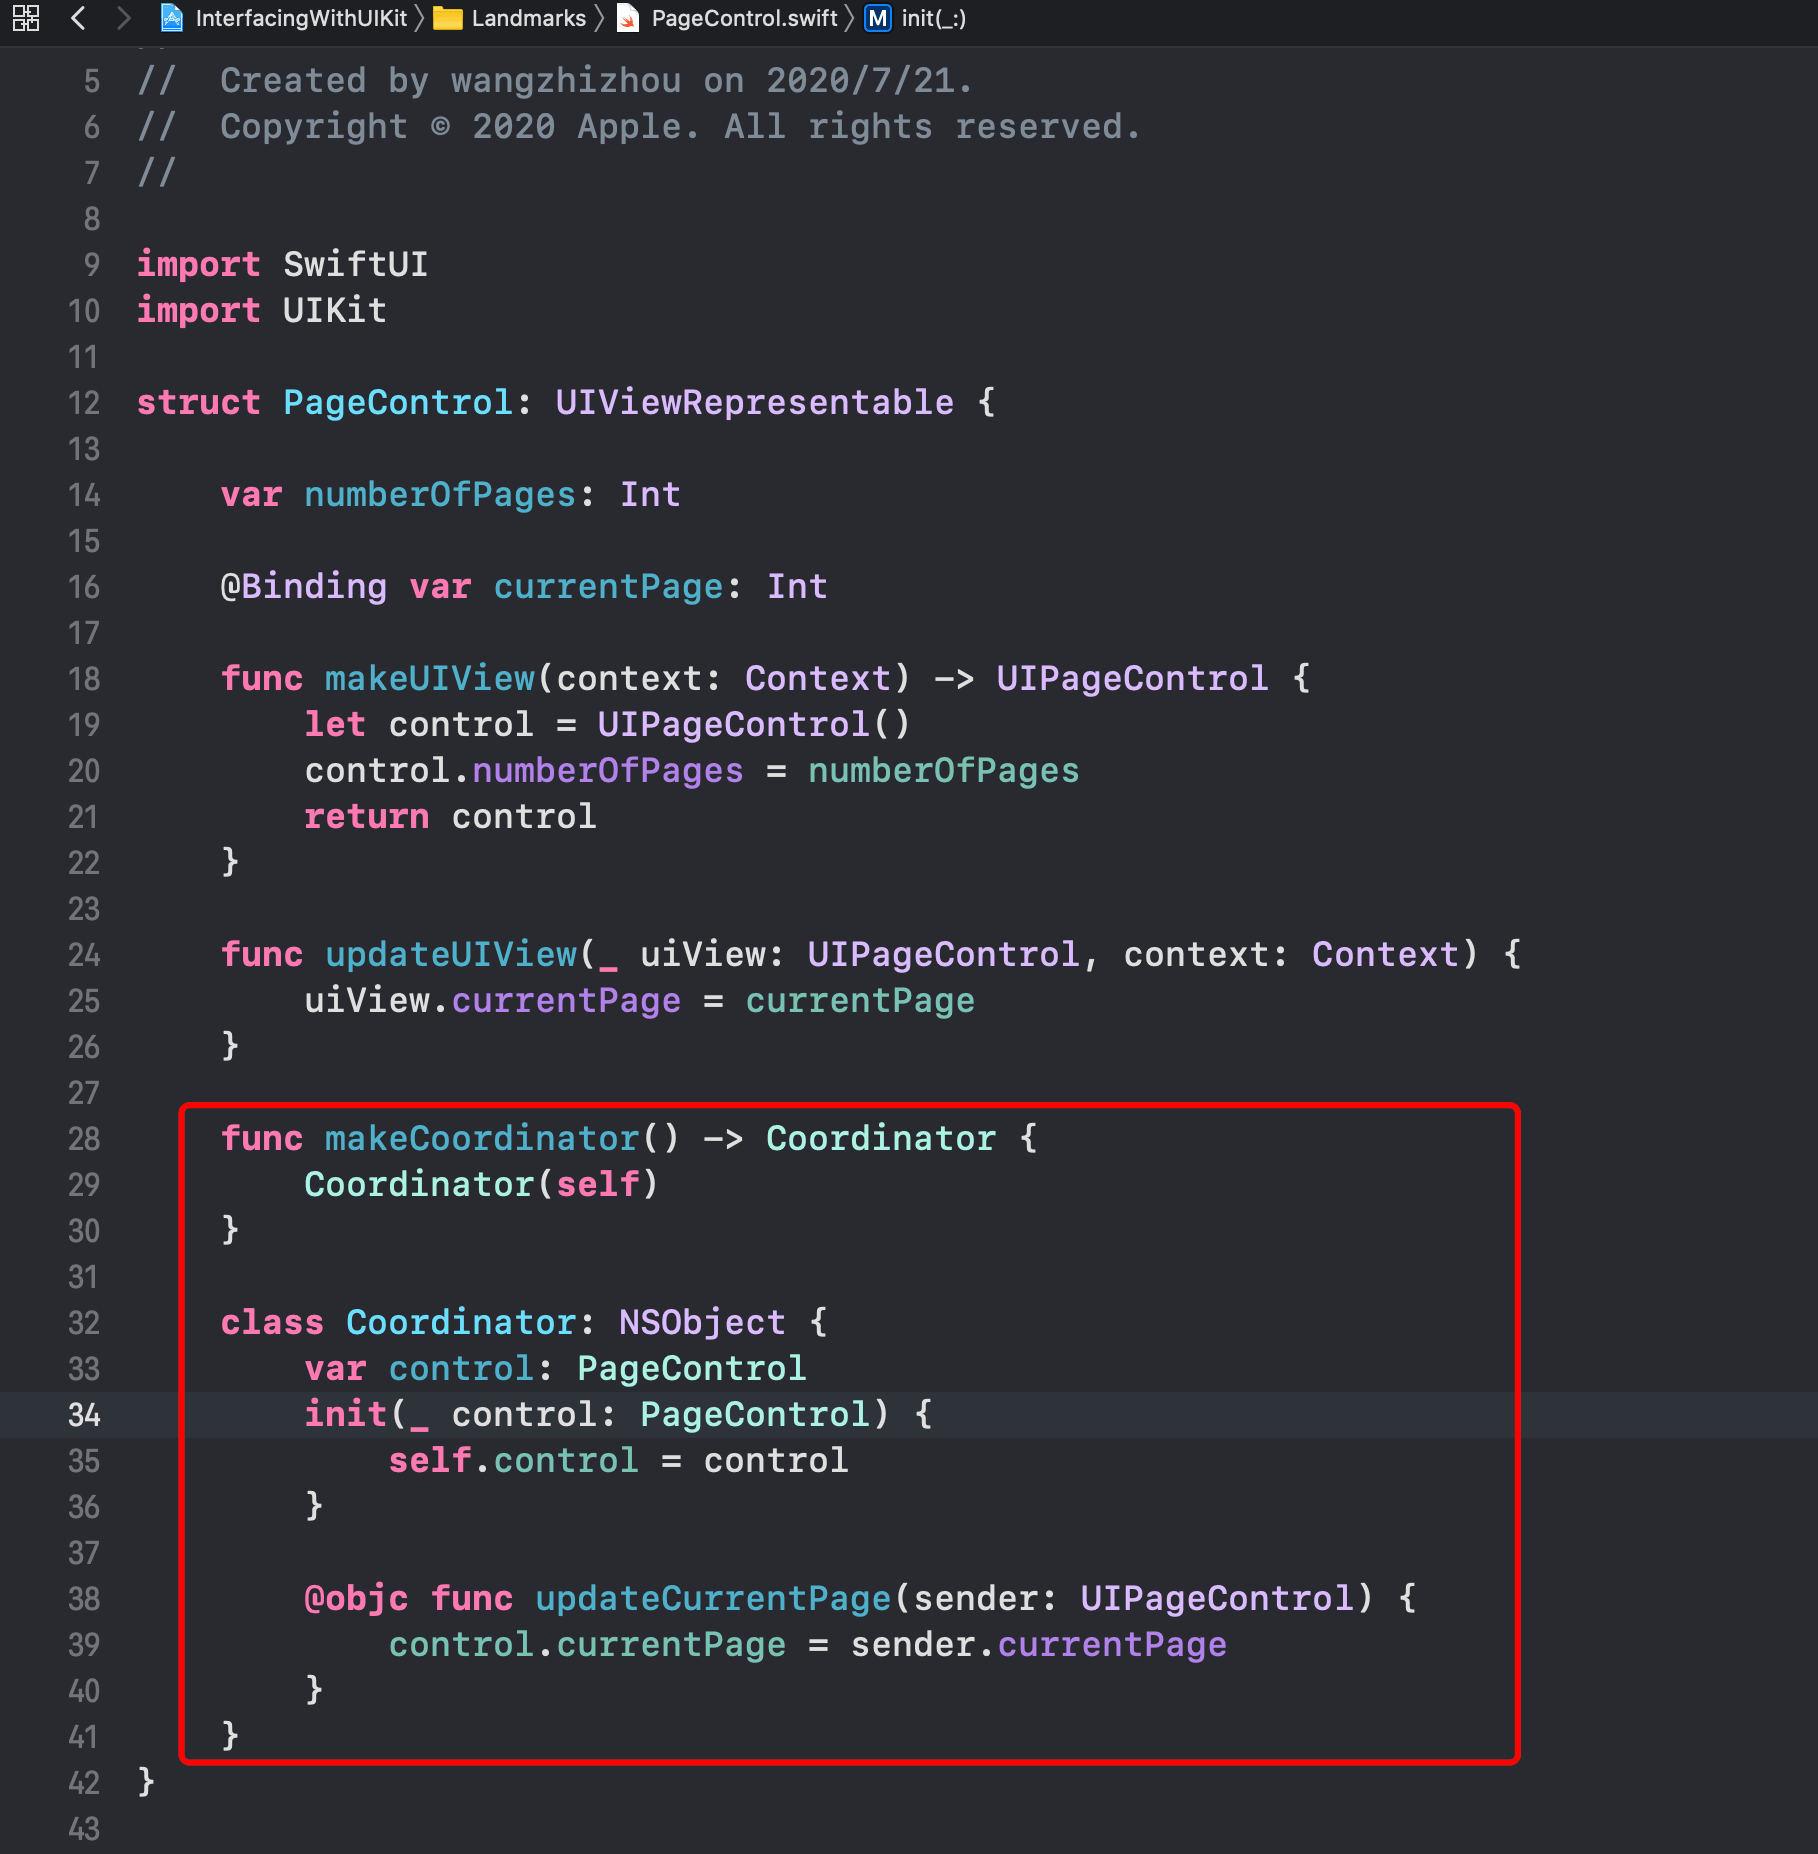 InterfacingWithUIKit Landmarks PageControl.swift M init(_:)
5 //  Created by wangzhizhou on 2020/7/21.
6 //  Copyright © 2020 Apple. All rights reserved.
7 //
8
9 import SwiftUI
10 import UIKit
11
12 struct PageControl: UIViewRepresentable {
13
14     var numberOfPages: Int
15
16     @Binding var currentPage: Int
17
18     func makeUIView(context: Context) -> UIPageControl {
19         let control = UIPageControl()
20         control.numberOfPages = numberOfPages
21         return control
22     }
23
24     func updateUIView(_ uiView: UIPageControl, context: Context) {
25         uiView.currentPage = currentPage
26     }
27
28     func makeCoordinator() -> Coordinator {
29         Coordinator(self)
30     }
31
32     class Coordinator: NSObject {
33         var control: PageControl
34         init(_ control: PageControl) {
35             self.control = control
36         }
37
38         @objc func updateCurrentPage(sender: UIPageControl) {
39             control.currentPage = sender.currentPage
40         }
41     }
42 }
43